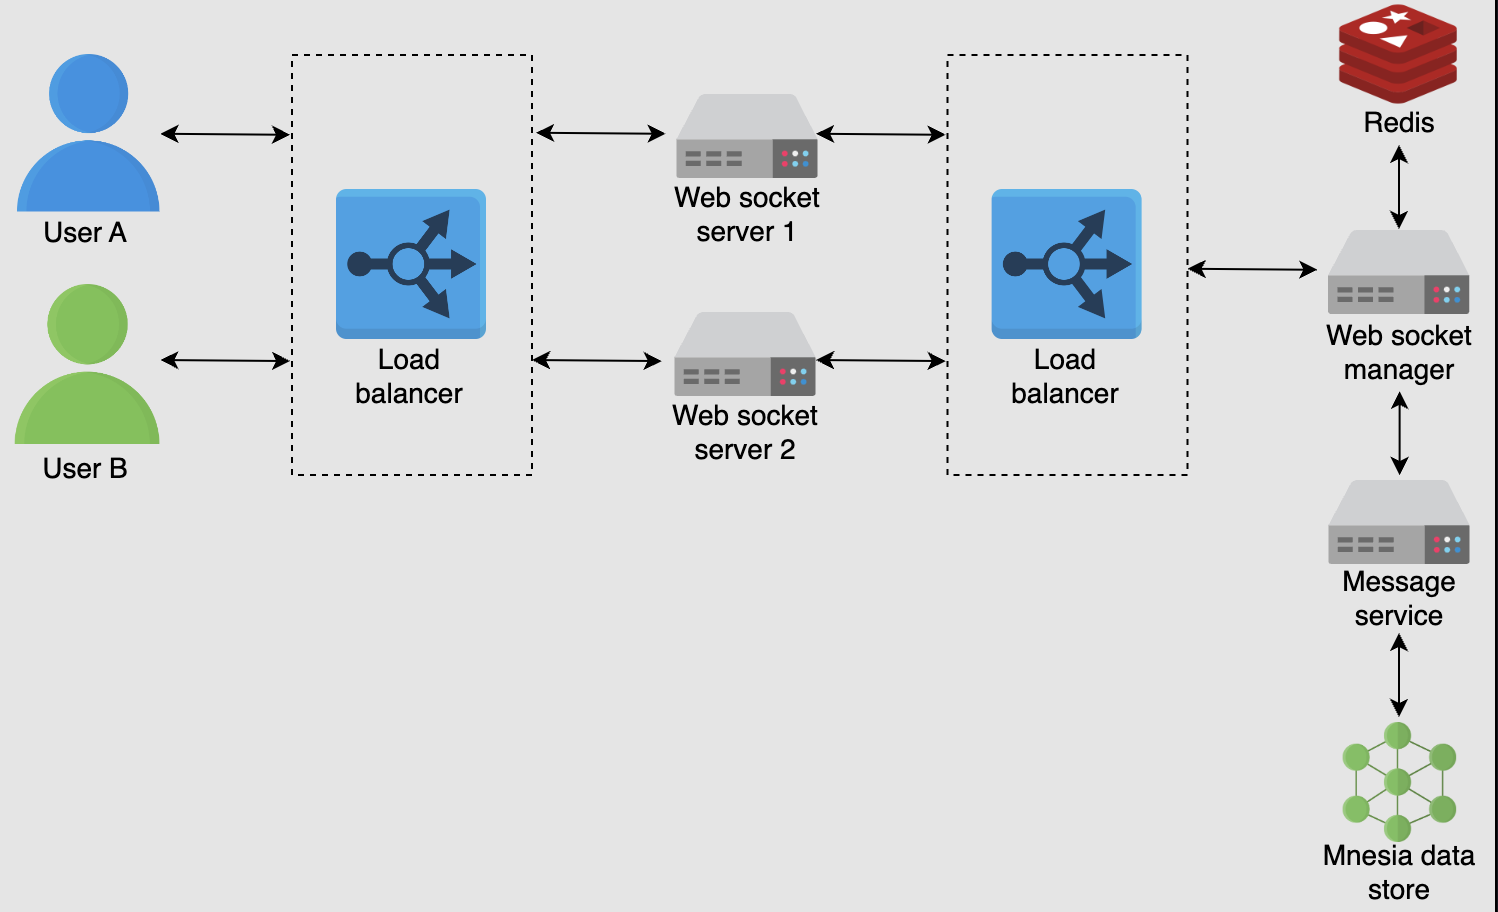 Redis
User A
Web socket
server 1
Load
balancer
Load
balancer
Web socket
manager
User B
Web socket
server 2
Message
service
Mnesia data
store